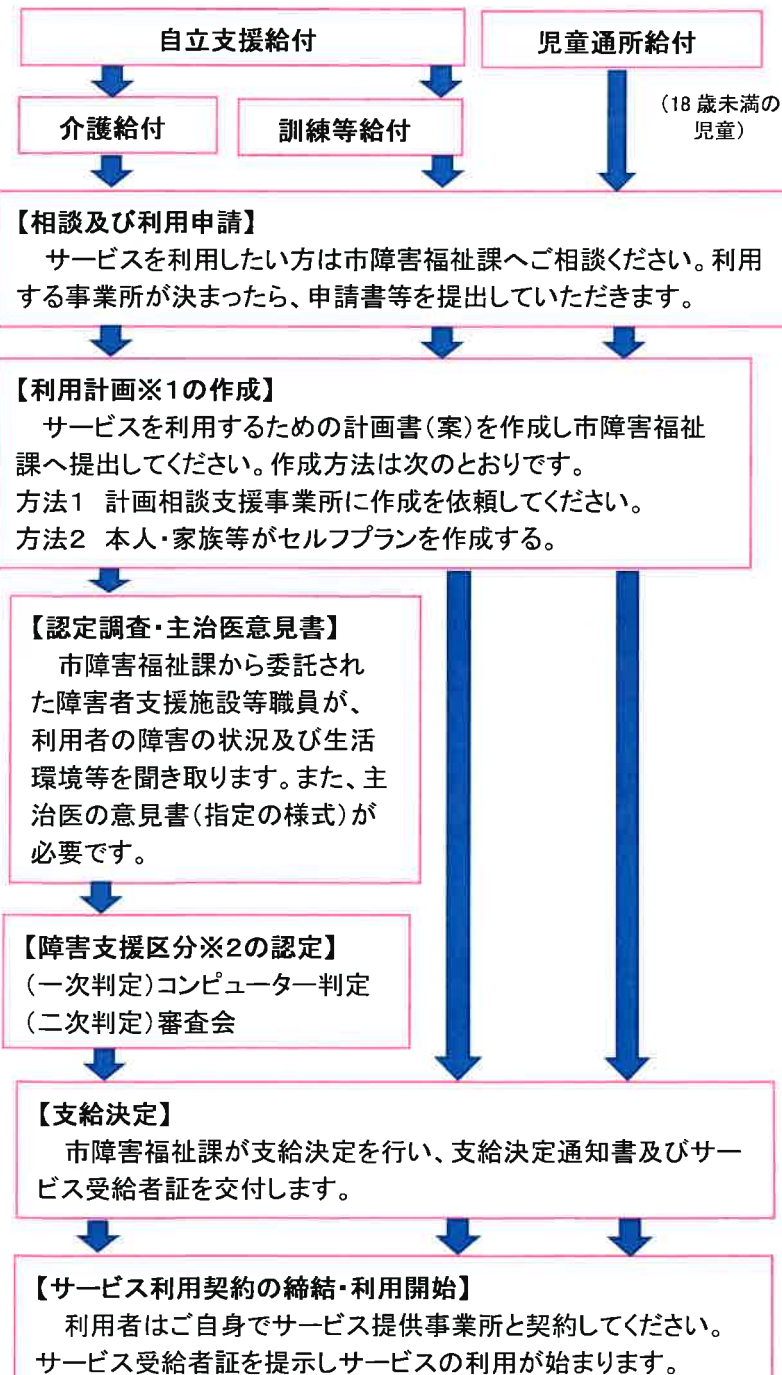 自立支援給付
児童通所給付
(18歳未満の
児童)
介護給付
訓練等給付
【相談及び利用申請】
サービスを利用したい方は市障害福祉課へご相談ください。利用
する事業所が決まったら、申請書等を提出していただきます。
【利用計画※1の作成】
サービスを利用するための計画書(案)を作成し市障害福祉
課へ提出してください。作成方法は次のとおりです。
方法1 計画相談支援事業所に作成を依頼してください。
方法2 本人・家族等がセルフプランを作成する。
【認定調査・主治医意見書】
市障害福祉課から委託され
た障害者支援施設等職員が、
利用者の障害の状況及び生活
環境等を聞き取ります。また、主
治医の意見書(指定の様式)が
必要です。
【障害支援区分※2の認定】
(一次判定)コンピューター判定
(二次判定)審査会
【支給決定】
市障害福祉課が支給決定を行い、支給決定通知書及びサー
ビス受給者証を交付します。
【サービス利用契約の締結・利用開始】
利用者はご自身でサービス提供事業所と契約してください。
サービス受給者証を提示しサービスの利用が始まります。